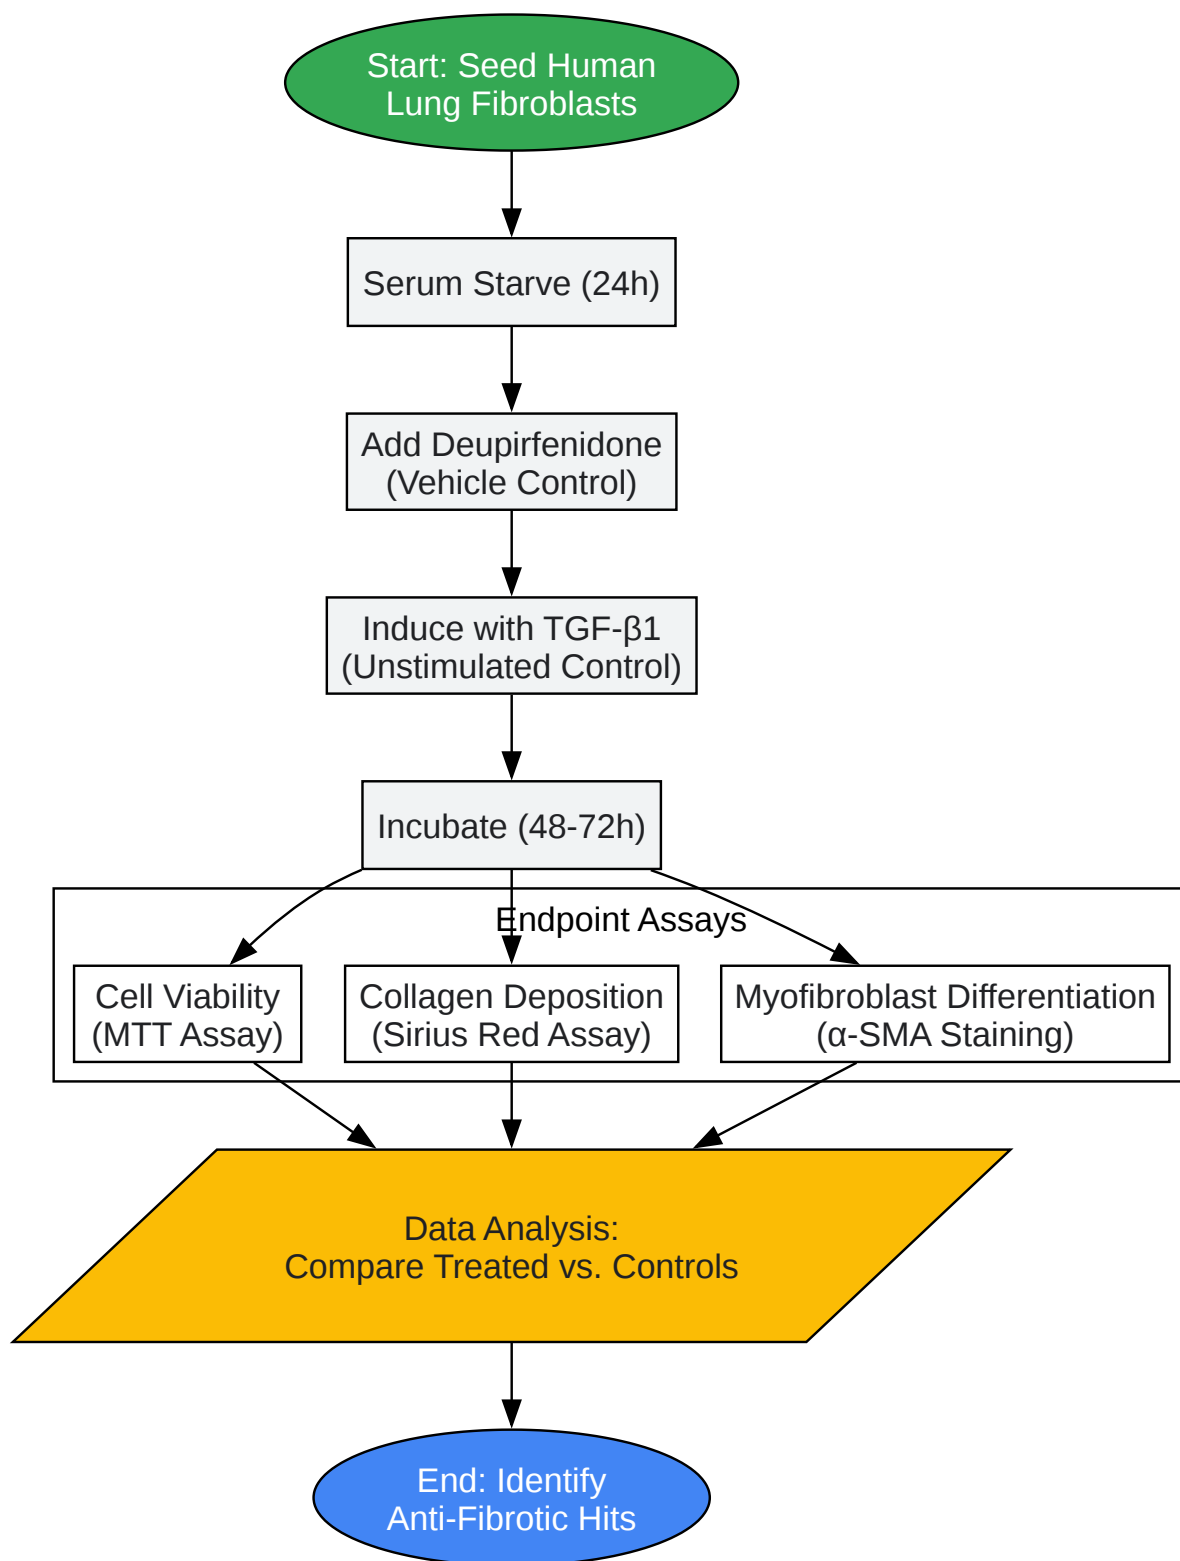 Start: Seed Human
Lung Fibroblasts
Serum Starve (24h)
Add Deupirfenidone
(Vehicle Control)
Induce with TGF-β1
(Unstimulated Control)
Incubate (48-72h)
Endpoint Assays
Cell Viability
(MTT Assay)
Collagen Deposition
(Sirius Red Assay)
Myofibroblast Differentiation
(α-SMA Staining)
Data Analysis:
Compare Treated vs. Controls
End: Identify
Anti-Fibrotic Hits